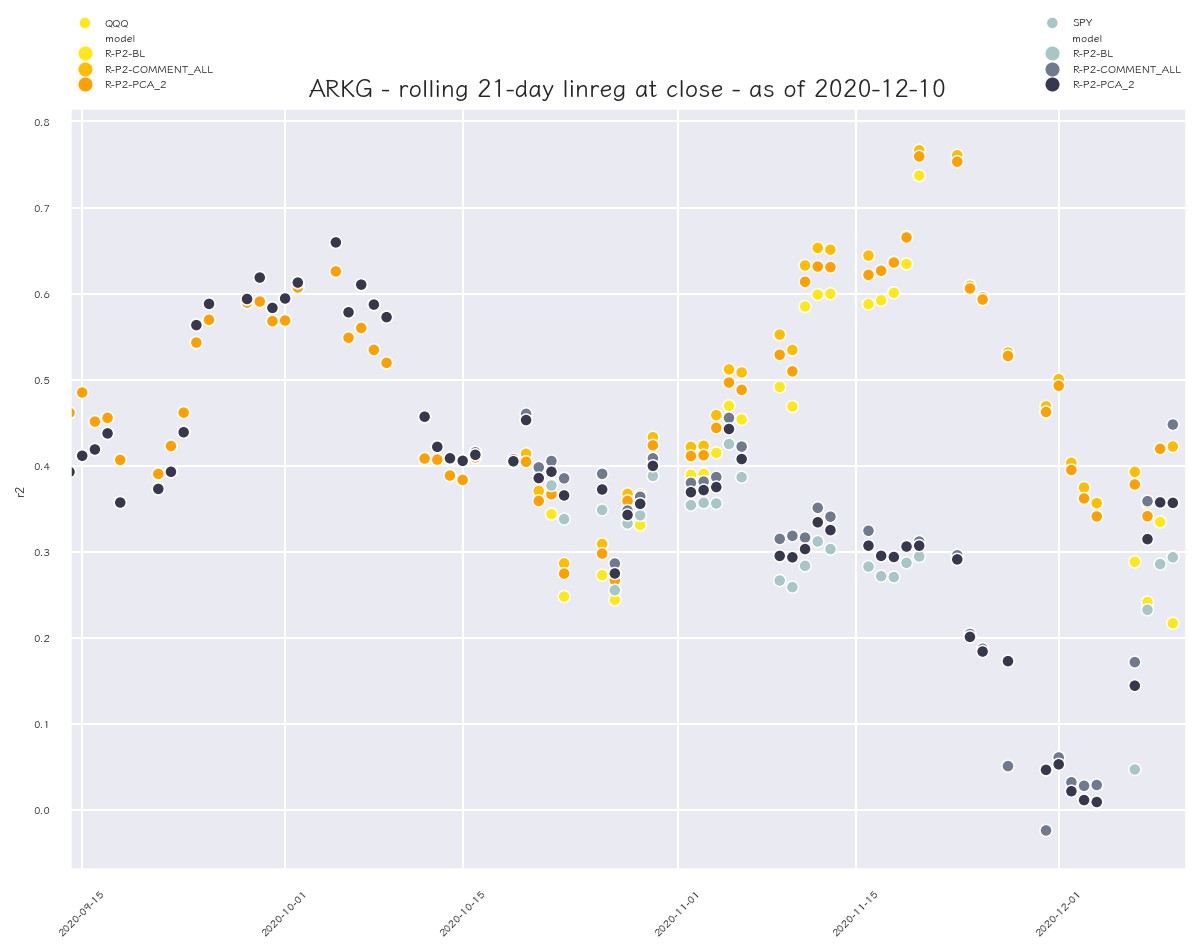 QQQ
model
R-P2-BL
R-P2-COMMENT_ALL
R-P2-PCA_2
SPY
model
R-P2-BL
R-P2-COMMENT_ALL
R-P2-PCA_2
ARKG - rolling 21-day linreg at close - as of 2020-12-10
0.8
0.7
0.6
0.5
0.4
0.3
0.2
0.1
0.0
r2
2020-09-15
2020-10-01
2020-10-15
2020-11-01
2020-11-15
2020-12-01